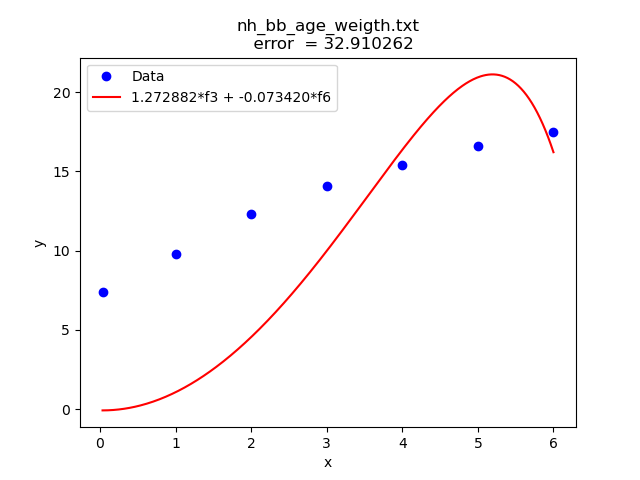 nh_bb_age_weigth.txt
error = 32.910262
Data
1.272882*f3 + -0.073420*f6
20
15
10
5
0
y
0 1 2 3 4 5 6
x